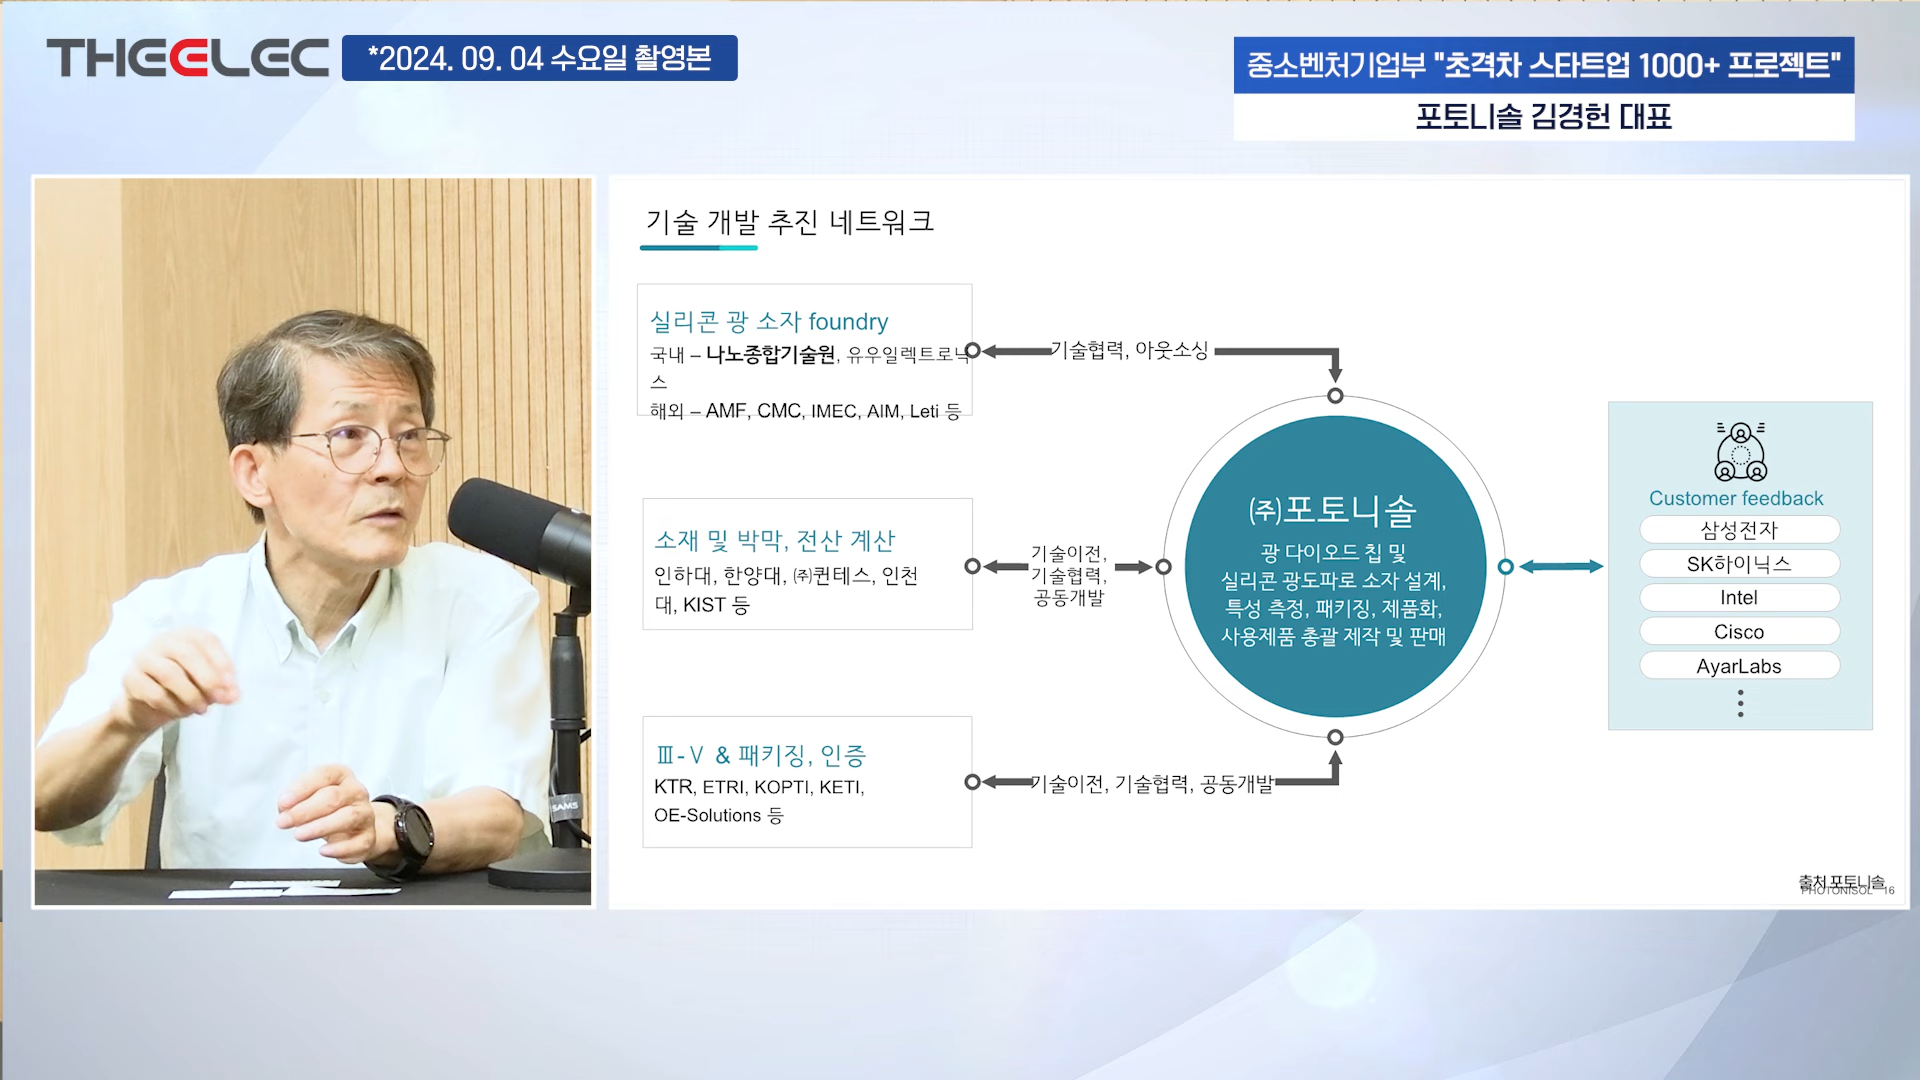 THEELEC
*2024. 09. 04 수요일 촬영본
중소벤처기업부 "초격차 스타트업 1000+ 프로젝트"
포토니솔 김경헌 대표
기술 개발 추진 네트워크
실리콘 광 소자 foundry
국내 – 나노종합기술원, 유우일렉트로닉
스
해외 – AMF, CMC, IMEC, AIM, Leti 등
기술협력, 아웃소싱
소재 및 박막, 전산 계산
인하대, 한양대, ㈜퀀테스, 인천
대, KIST 등
기술이전,
기술협력,
공동개발
Ⅲ-Ⅴ & 패키징, 인증
KTR, ETRI, KOPTI, KETI,
OE-Solutions 등
기술이전, 기술협력, 공동개발
㈜포토니솔
광 다이오드 칩 및
실리콘 광도파로 소자 설계,
특성 측정, 패키징, 제품화,
사용제품 총괄 제작 및 판매
Customer feedback
삼성전자
SK하이닉스
Intel
Cisco
AyarLabs
SAMS
출처 포토니솔
PHOTONISOL 16